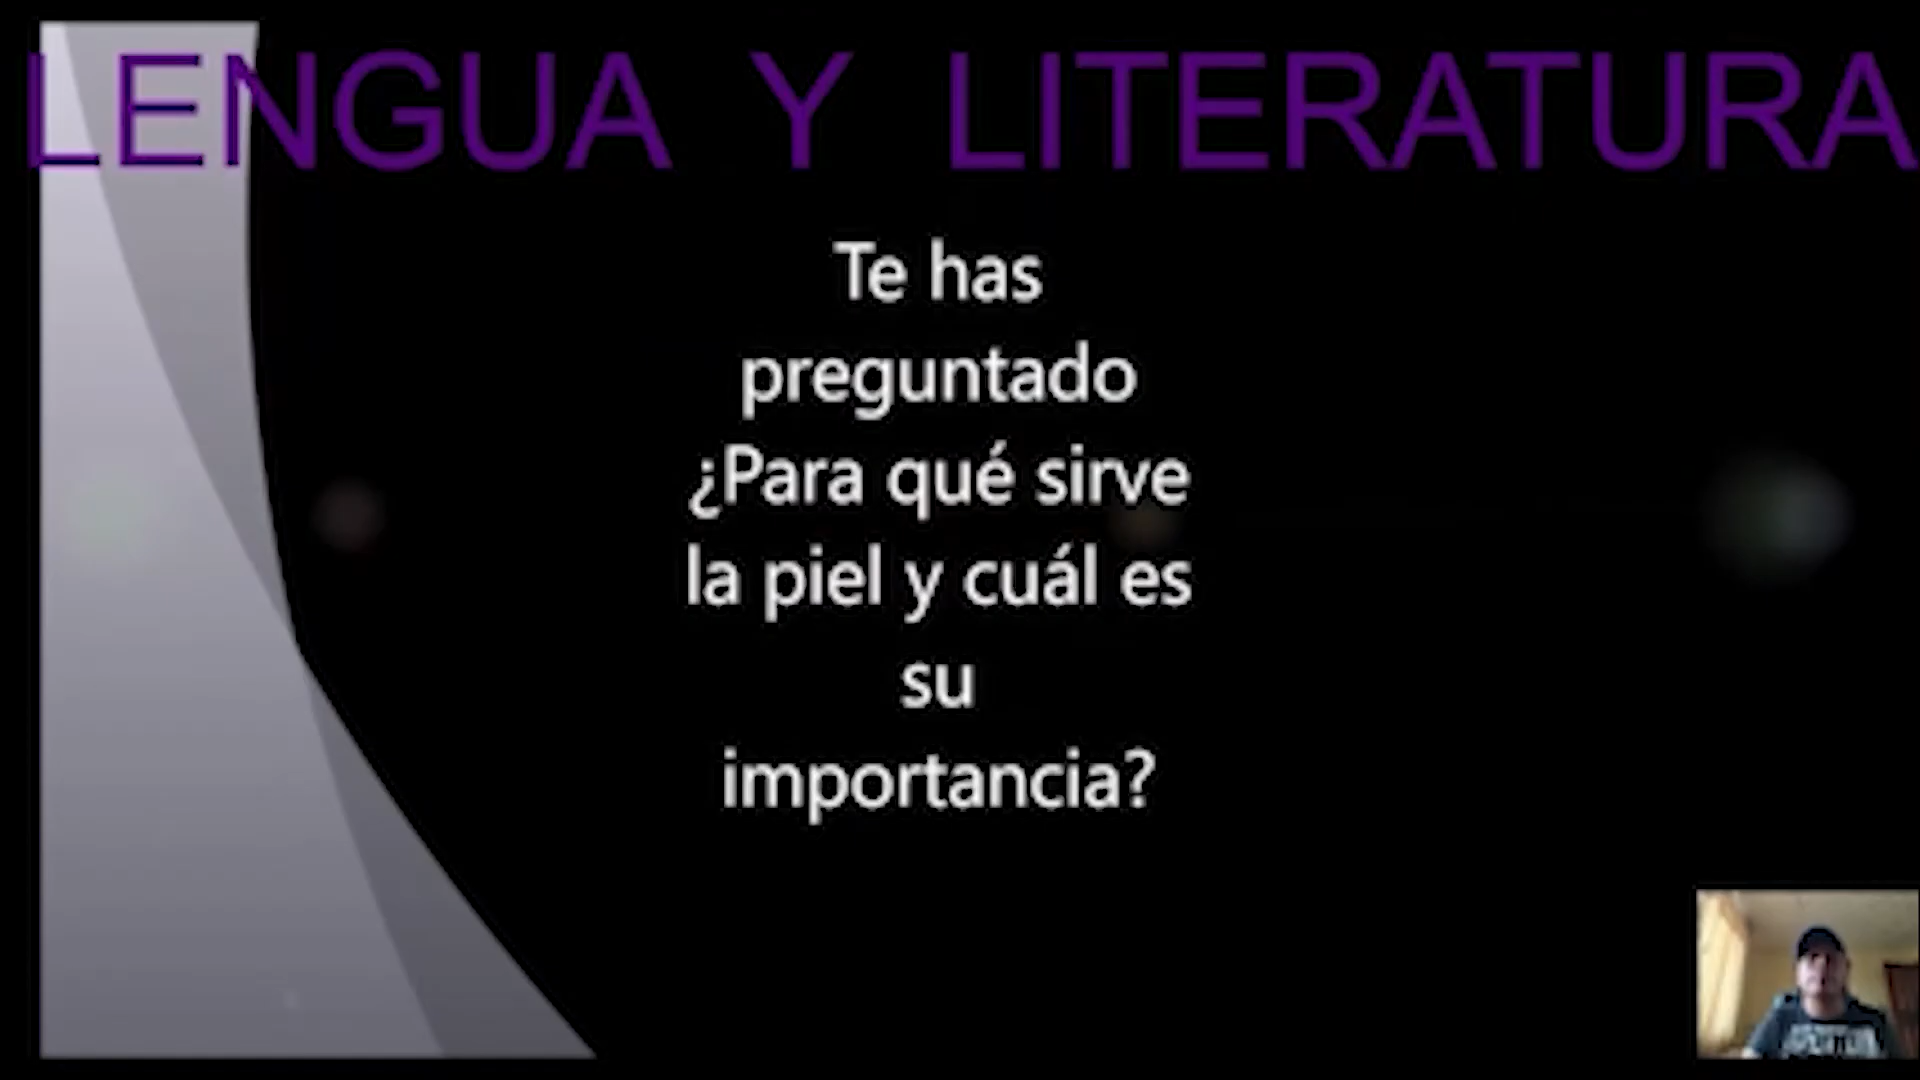 LENGUA Y LITERATURA
Te has
preguntado
¿Para qué sirve
la piel y cuál es
su
importancia?